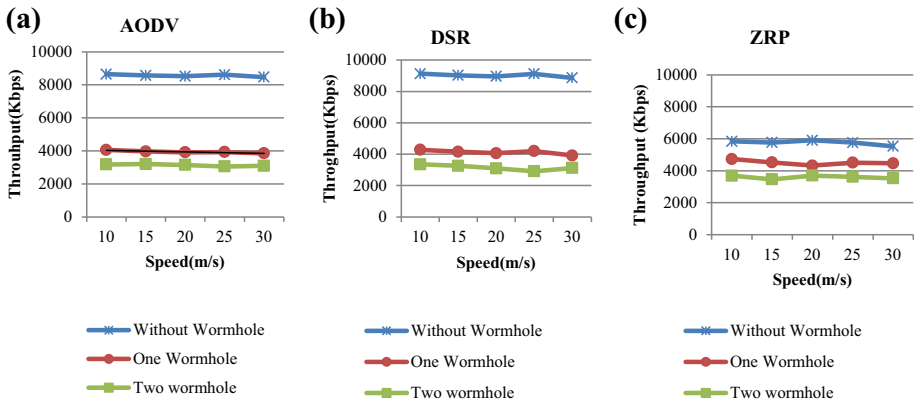 (a)
AODV
Throuhput(Kbps)
10000
8000
6000
4000
2000
0
10 15 20 25 30
Speed(m/s)
Without Wormhole
One Wormhole
Two wormhole
(b)
DSR
Throghput(Kbps)
10000
8000
6000
4000
2000
0
10 15 20 25 30
Speed(m/s)
Without Wormhole
One Wormhole
Two wormhole
(c)
ZRP
Throughput (Kbps)
10000
8000
6000
4000
2000
0
10 15 20 25 30
Speed(m/s)
Without Wormhole
One Wormhole
Two wormhole